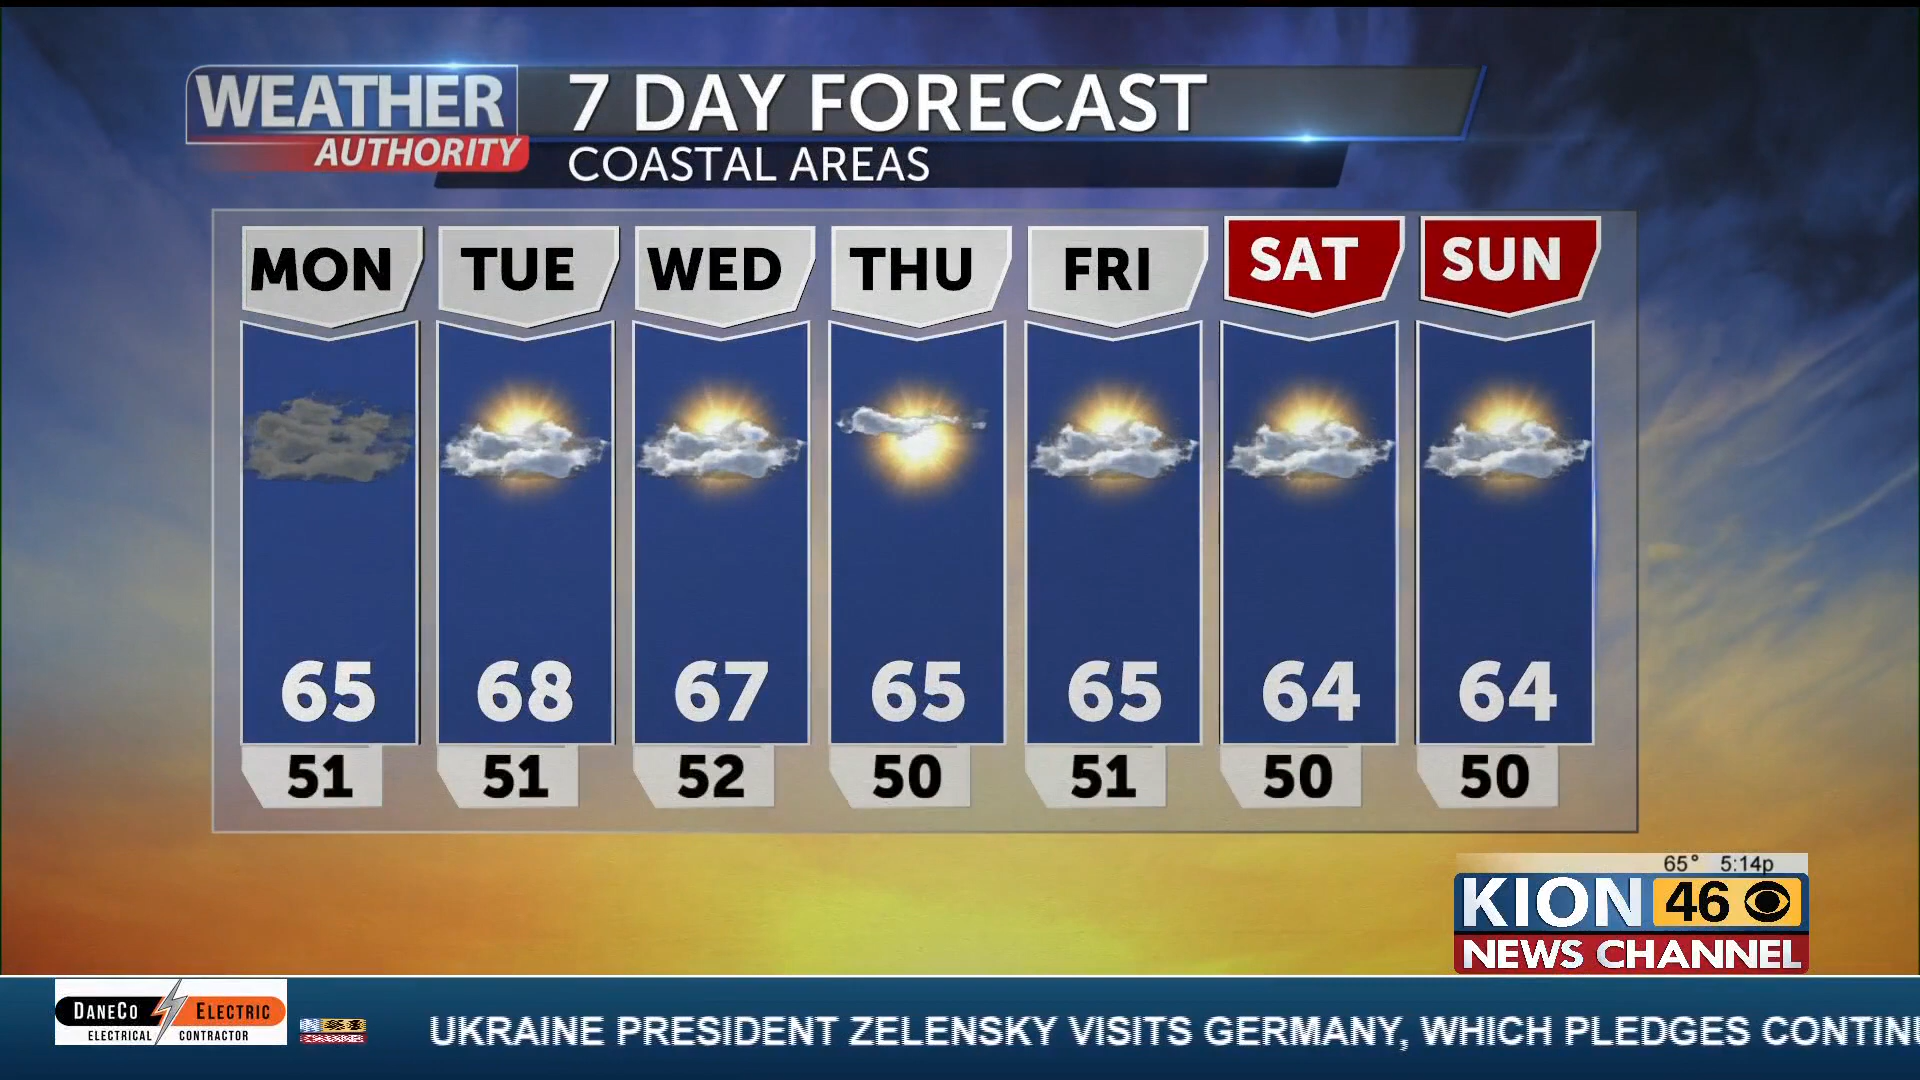 WEATHER
AUTHORITY
7 DAY FORECAST
COASTAL AREAS
MON TUE WED THU FRI SAT SUN
65 68 67 65 65 64 64
51 51 52 50 51 50 50
65° 5:14p
KION 46
NEWS CHANNEL
DANECO ELECTRIC
ELECTRICAL CONTRACTOR
UKRAINE PRESIDENT ZELENSKY VISITS GERMANY, WHICH PLEDGES CONTINU